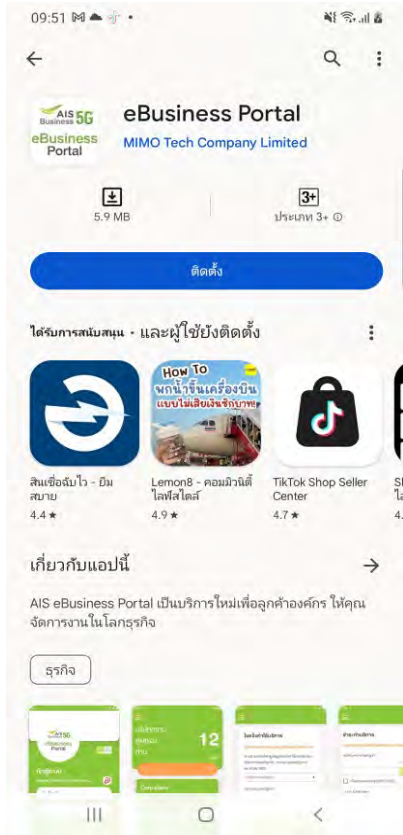 09:51
AIS 5G
Business
eBusiness
Portal
eBusiness Portal
MIMO Tech Company Limited
5.9 MB
3+
ประเภท 3+
ติดตั้ง
ได้รับการสนับสนุน • และผู้ใช้ยังติดตั้ง
How To
พกน้ำขึ้นเครื่องบิน
แบบไม่เสียเงินซักบาท!
สินเชื่อฉับไว - ยืม
สบาย
4.4 ★
Lemon8 - คอมมิวนิตี้
ไลฟ์สไตล์
4.9 ★
TikTok Shop Seller
Center
4.7 ★
เกี่ยวกับแอปนี้
AIS eBusiness Portal เป็นบริการใหม่เพื่อลูกค้าองค์กร ให้คุณ
จัดการงานในโลกธุรกิจ
ธุรกิจ
12